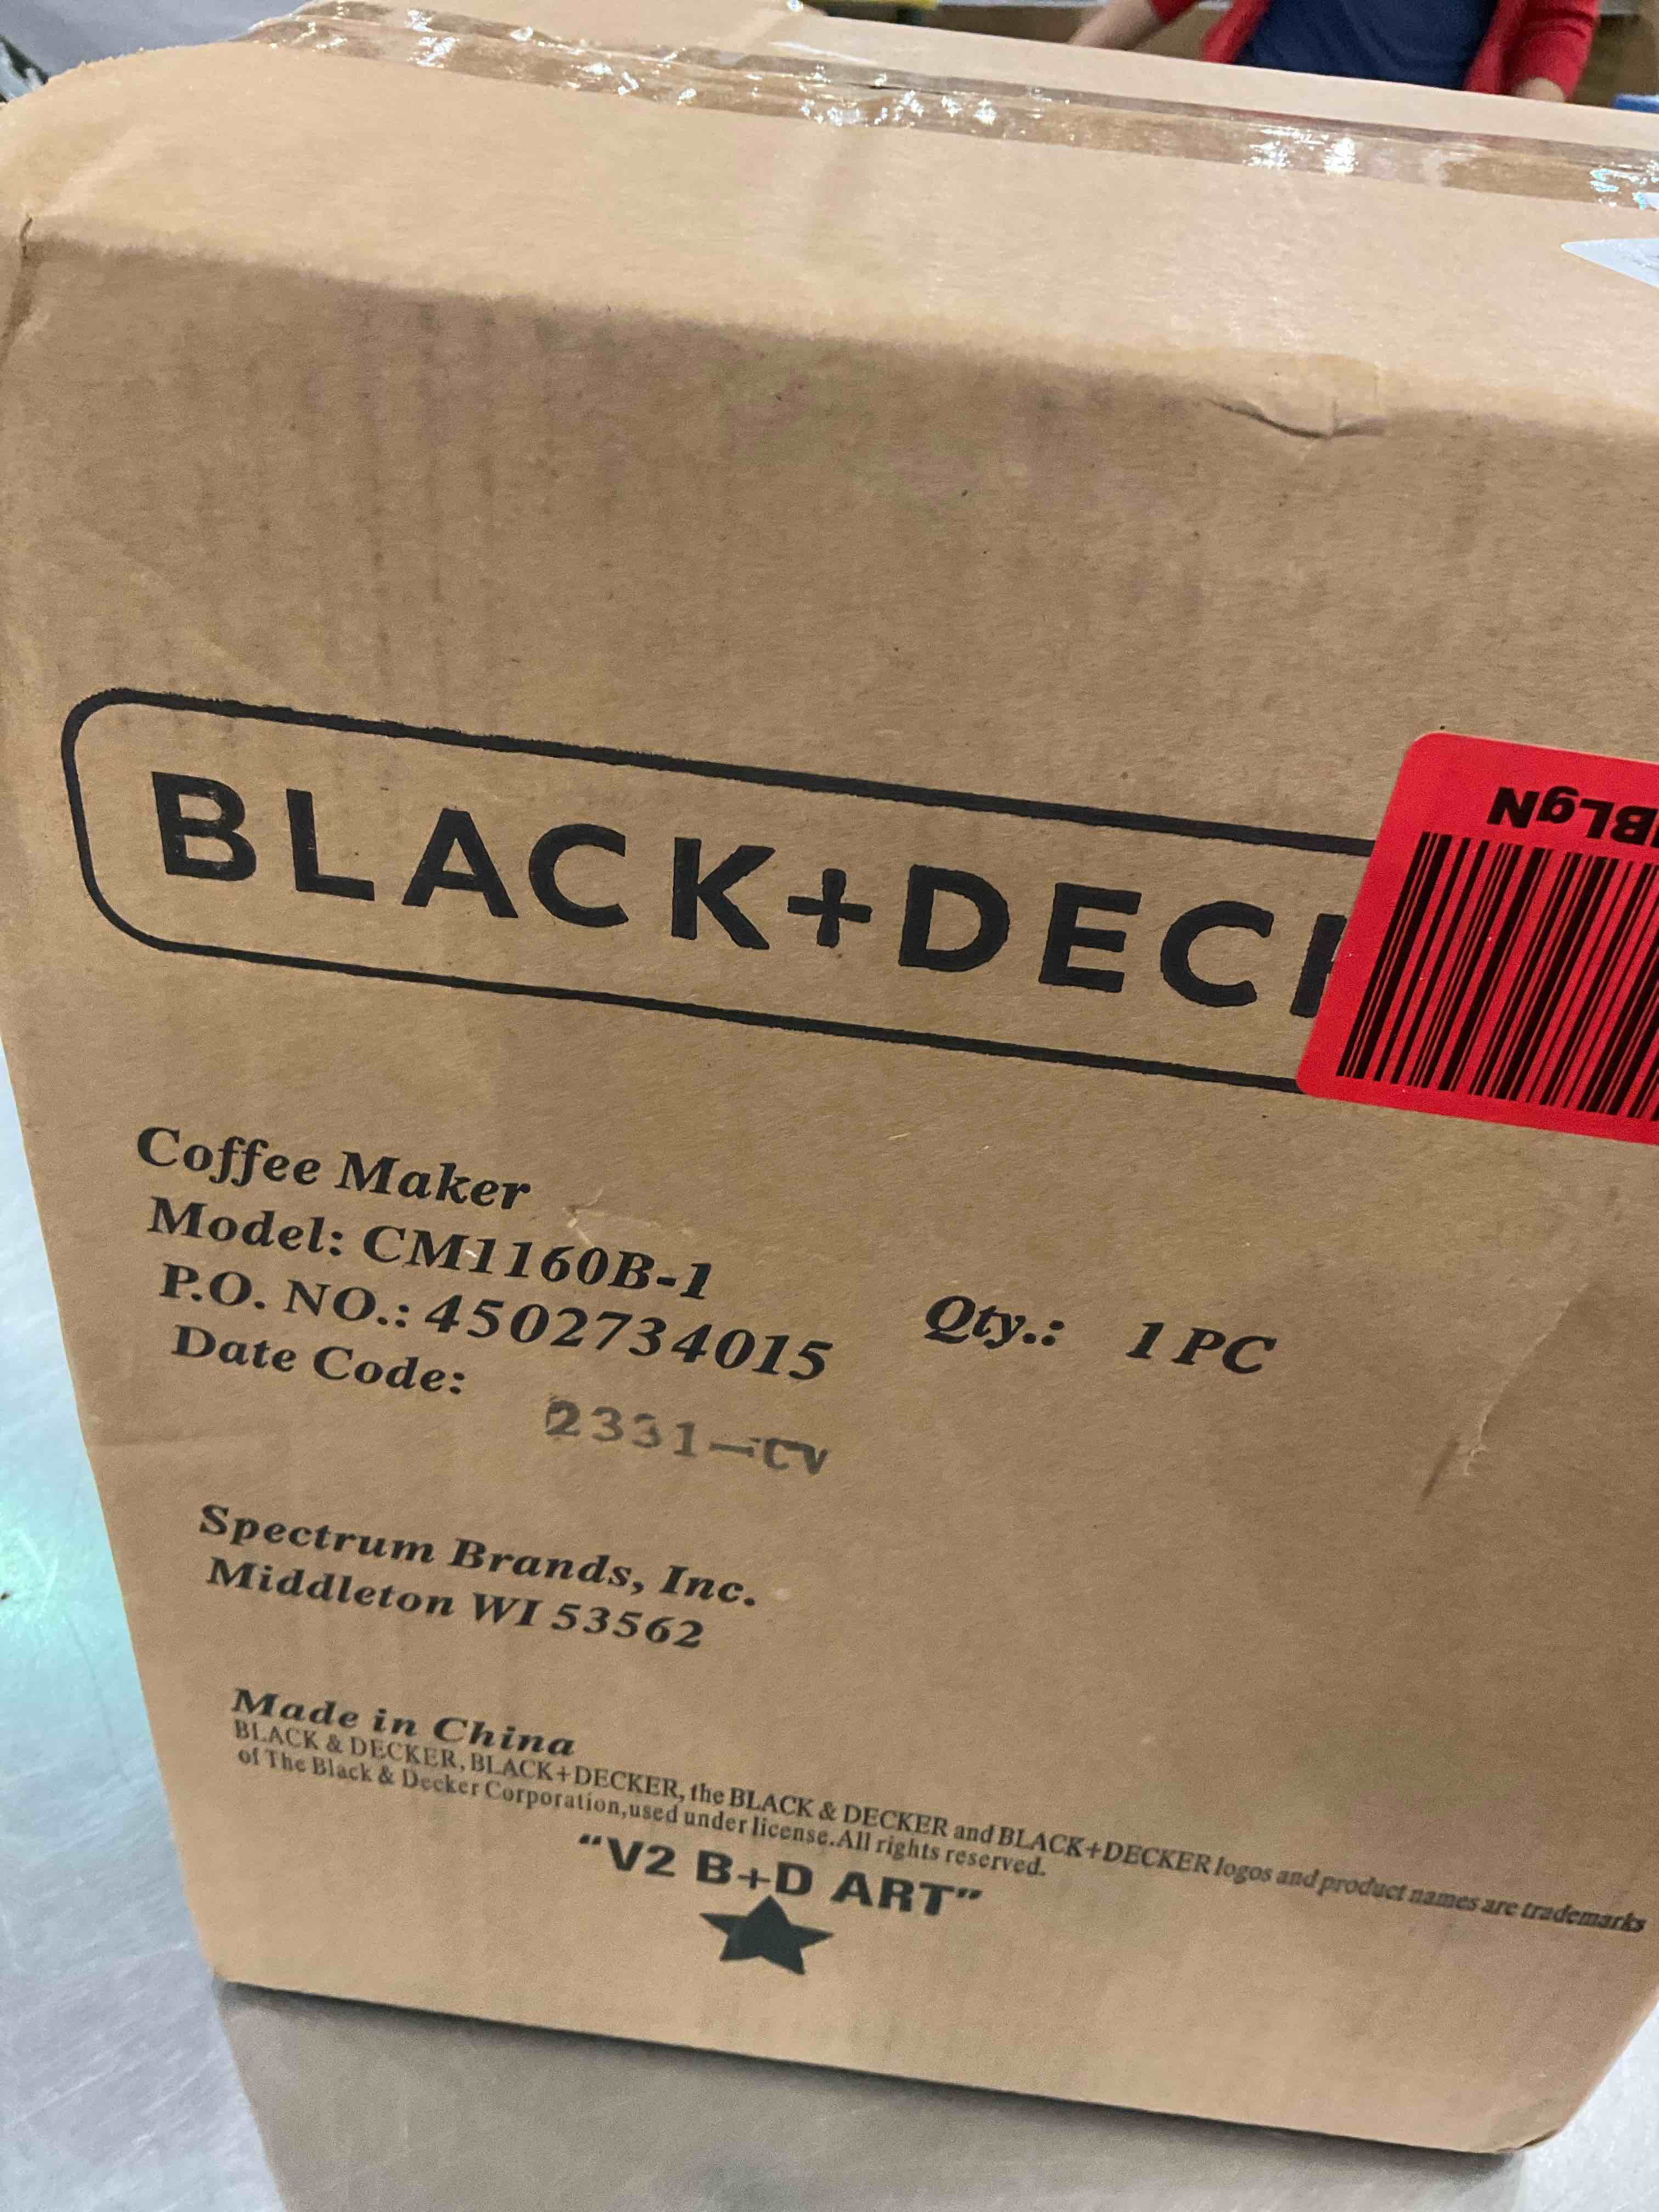 BLACK+DECK
BLgN
Coffee Maker
Model: CM1160B-1
P.O. NO.: 4502734015 Qty.: 1 PC
Date Code:
2331-CV
Spectrum Brands, Inc.
Middleton WI 53562
Made in China
BLACK & DECKER, BLACK+DECKER, the BLACK & DECKER and BLACK+DECKER logos and product names are trademarks
of The Black & Decker Corporation,used under license.All rights reserved.
“V2 B+D ART”